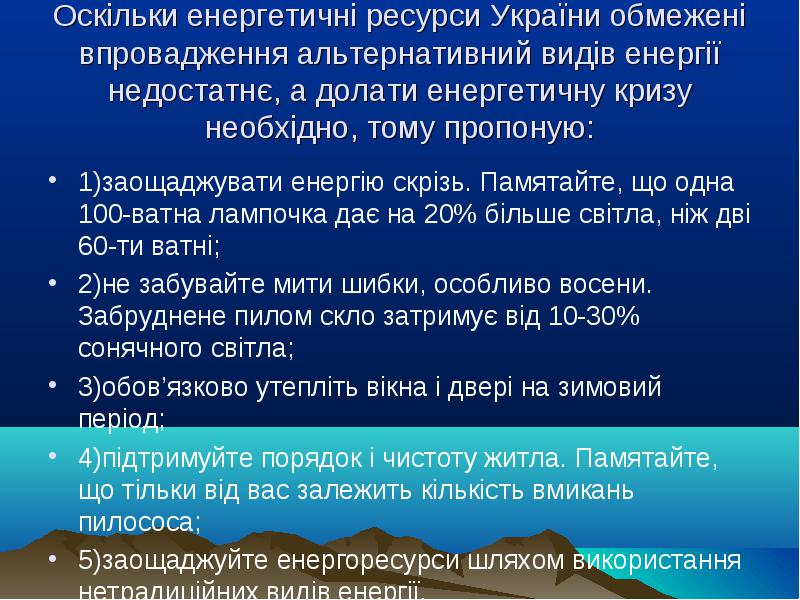 Оскільки енергетичні ресурси України обмежені
впровадження альтернативний видів енергії
недостатнє, а долати енергетичну кризу
необхідно, тому пропоную:
• 1)заощаджувати енергію скрізь. Памятайте, що одна
100-ватна лампочка дає на 20% більше світла, ніж дві
60-ти ватні;
• 2)не забувайте мити шибки, особливо восени.
Забруднене пилом скло затримує від 10-30%
сонячного світла;
• 3)обов’язково утепліть вікна і двері на зимовий
період;
• 4)підтримуйте порядок і чистоту житла. Памятайте,
що тільки від вас залежить кількість вмикань
пилососа;
• 5)заощаджуйте енергоресурси шляхом використання
нетрадиційних видів енергії.